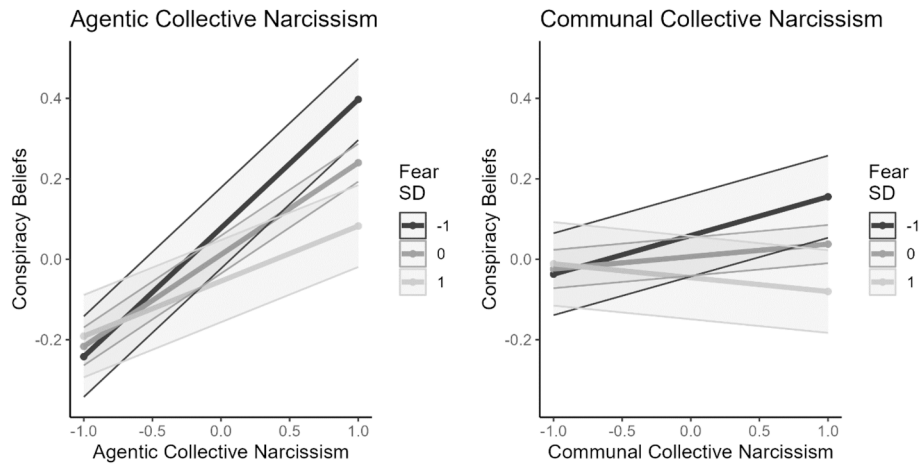 Agentic Collective Narcissism
Conspiracy Beliefs
0.4
0.2
0.0
-0.2
-1.0 -0.5 0.0 0.5 1.0
Agentic Collective Narcissism
Fear
SD
-1
0
1
Communal Collective Narcissism
Conspiracy Beliefs
0.4
0.2
0.0
-0.2
-1.0 -0.5 0.0 0.5 1.0
Communal Collective Narcissism
Fear
SD
-1
0
1